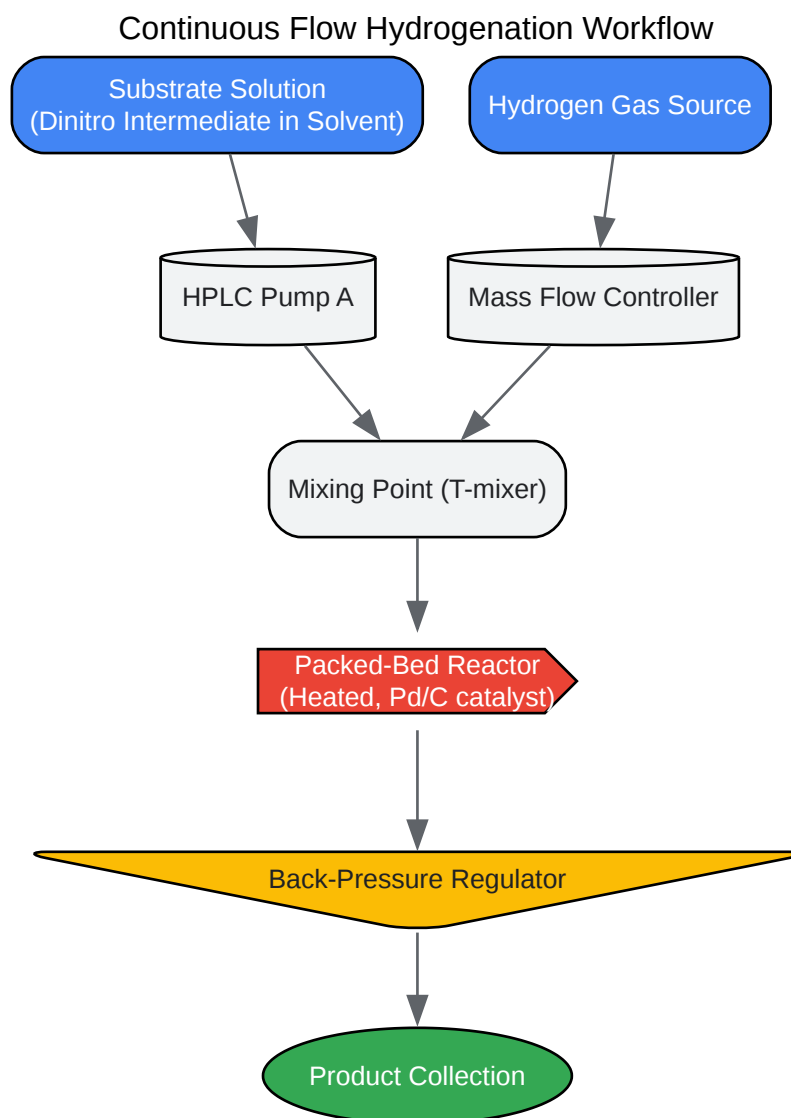 Continuous Flow Hydrogenation Workflow
Substrate Solution
(Dinitro Intermediate in Solvent)
Hydrogen Gas Source
HPLC Pump A
Mass Flow Controller
Mixing Point (T-mixer)
Packed-Bed Reactor
(Heated, Pd/C catalyst)
Back-Pressure Regulator
Product Collection